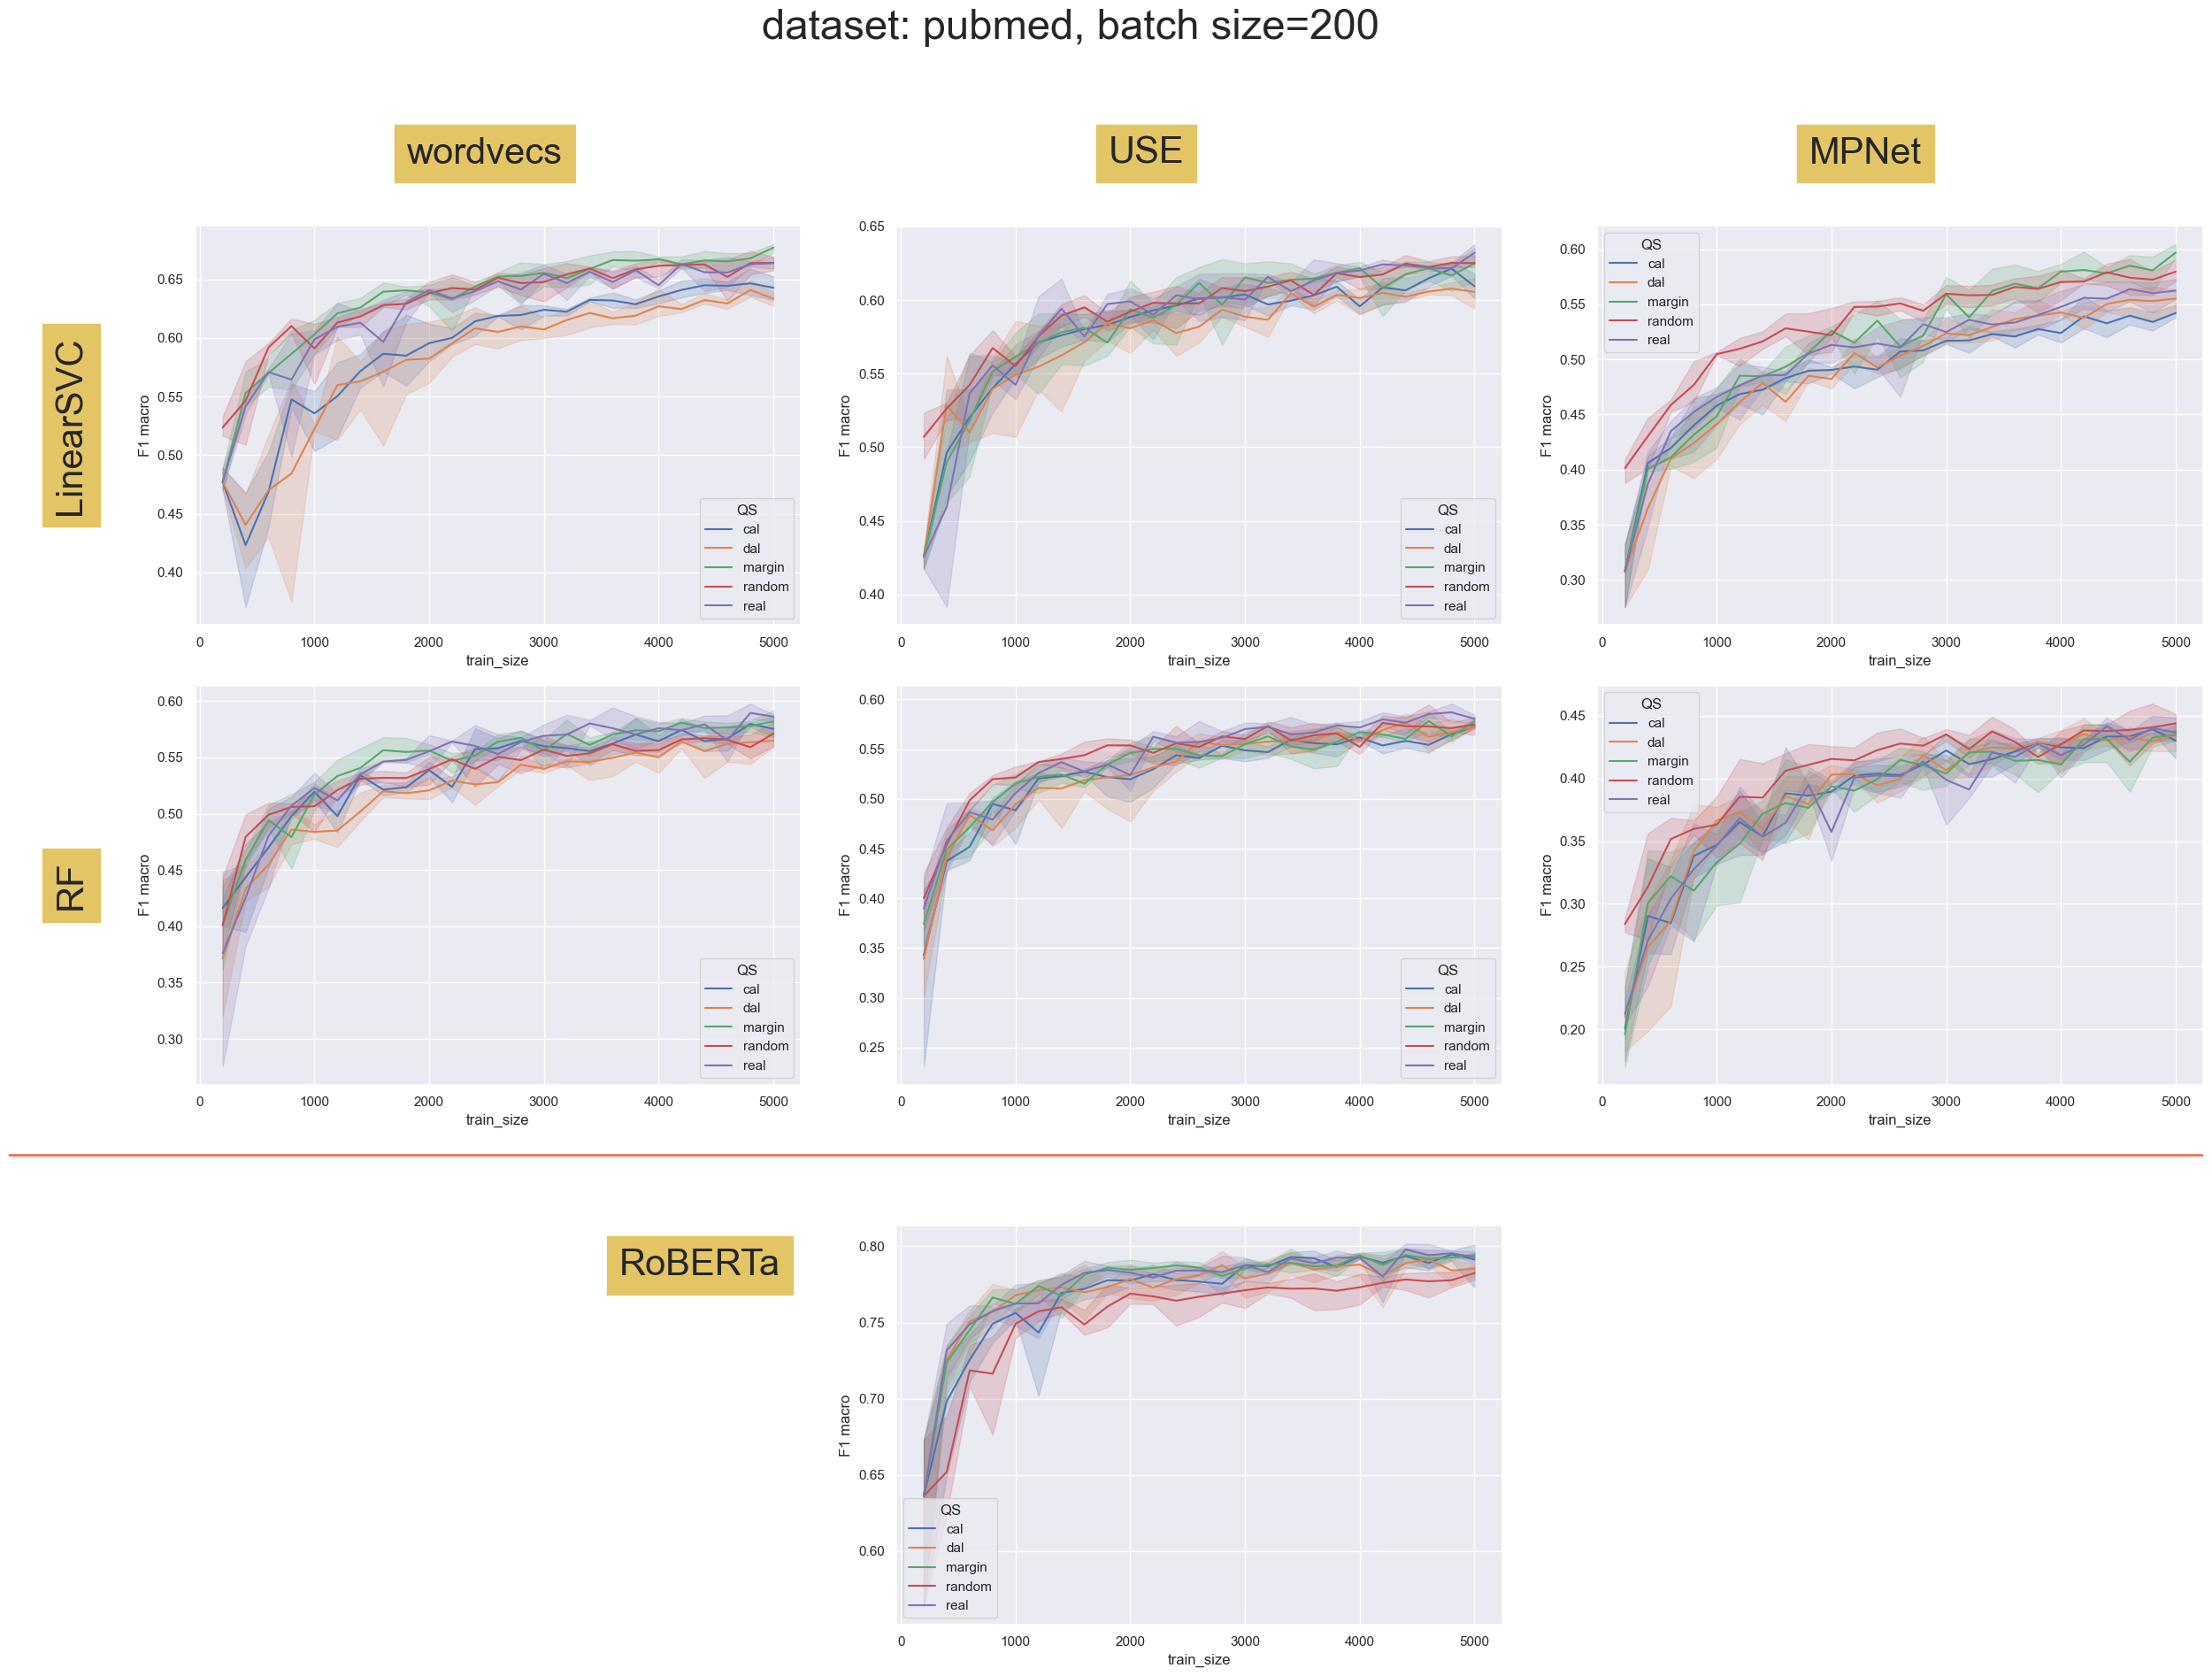 dataset: pubmed, batch size=200
wordvecs
USE
MPNet
LinearSVC
F1 macro
0.65
0.60
0.55
0.50
0.45
0.40
QS
cal
dal
margin
random
real
0 1000 2000 3000 4000 5000
train_size
F1 macro
0.65
0.60
0.55
0.50
0.45
0.40
QS
cal
dal
margin
random
real
0 1000 2000 3000 4000 5000
train_size
F1 macro
0.60
0.55
0.50
0.45
0.40
0.35
0.30
QS
cal
dal
margin
random
real
0 1000 2000 3000 4000 5000
train_size
RF
F1 macro
0.60
0.55
0.50
0.45
0.40
0.35
0.30
QS
cal
dal
margin
random
real
0 1000 2000 3000 4000 5000
train_size
F1 macro
0.60
0.55
0.50
0.45
0.40
0.35
0.30
0.25
QS
cal
dal
margin
random
real
0 1000 2000 3000 4000 5000
train_size
F1 macro
0.45
0.40
0.35
0.30
0.25
0.20
QS
cal
dal
margin
random
real
0 1000 2000 3000 4000 5000
train_size
RoBERTa
F1 macro
0.80
0.75
0.70
0.65
0.60
QS
cal
dal
margin
random
real
0 1000 2000 3000 4000 5000
train_size